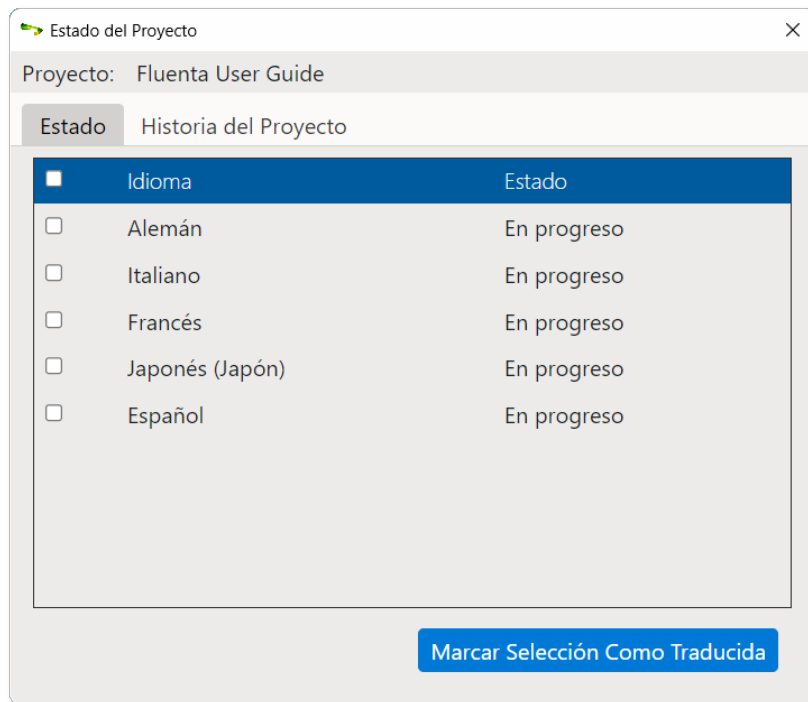 Estado del Proyecto
Proyecto: Fluenta User Guide
Estado Historia del Proyecto
Idioma Estado
Alemán En progreso
Italiano En progreso
Francés En progreso
Japonés (Japón) En progreso
Español En progreso
Marcar Selección Como Traducida